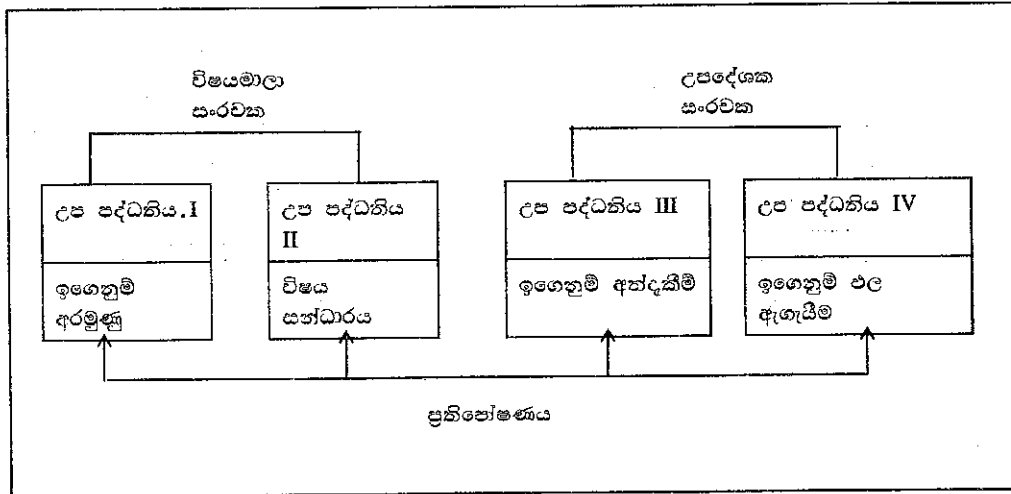 විෂයමාලා
සංරචක
උපදේශක
සංරචක
උප පද්ධතිය.I
උප පද්ධතිය
II
උප පද්ධතිය III
උප පද්ධතිය IV
ඉගෙනුම්
අරමුණු
විෂය
සන්ධාරය
ඉගෙනුම් අත්දැකීම්
ඉගෙනුම් ඵල
ඇගැයීම
ප්‍රතිපෝෂණය